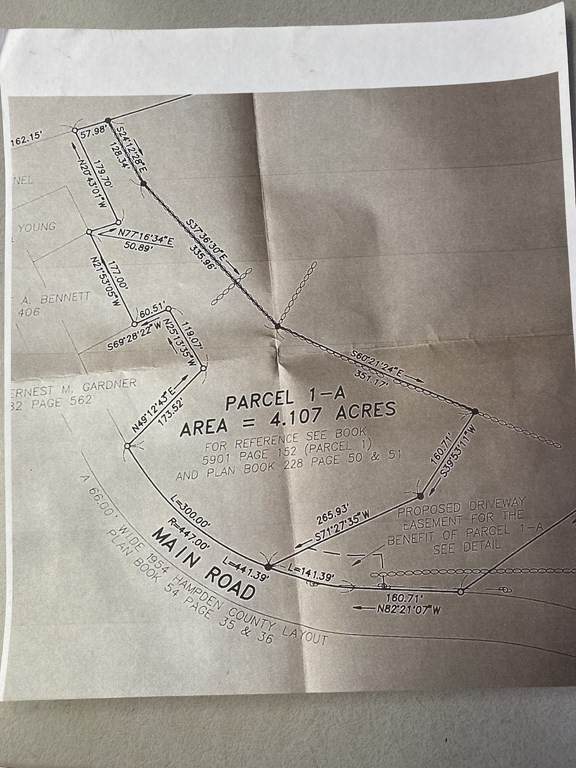 162.15'
57.98'
S24°12'28"E
128.34'
179.70'
N20°43'01"W
NEL
YOUNG
N77°16'34"E
50.89'
S37°36'30"E
335.96'
177.00'
N21°53'05"W
A. BENNETT
406
60.51'
S69°28'22"W
119.07'
N25°13'35"W
S60°21'24"E
351.17'
ERNEST M. GARDNER
PAGE 562
N49°12'43"E
173.52'
PARCEL 1-A
AREA = 4.107 ACRES
FOR REFERENCE SEE BOOK
5901 PAGE 152 (PARCEL 1)
AND PLAN BOOK 228 PAGE 50 & 51
160.71'
S39°53'11"W
265.93'
S71°27'35"W
PROPOSED DRIVEWAY
EASEMENT FOR THE
BENEFIT OF PARCEL 1-A
SEE DETAIL
L=300.00'
R=447.00'
L=441.39'
L=141.39'
MAIN ROAD
A 66.00' WIDE 1954 HAMPDEN COUNTY LAYOUT
PLAN BOOK 54 PAGE 35 & 36
160.71'
N82°21'07"W